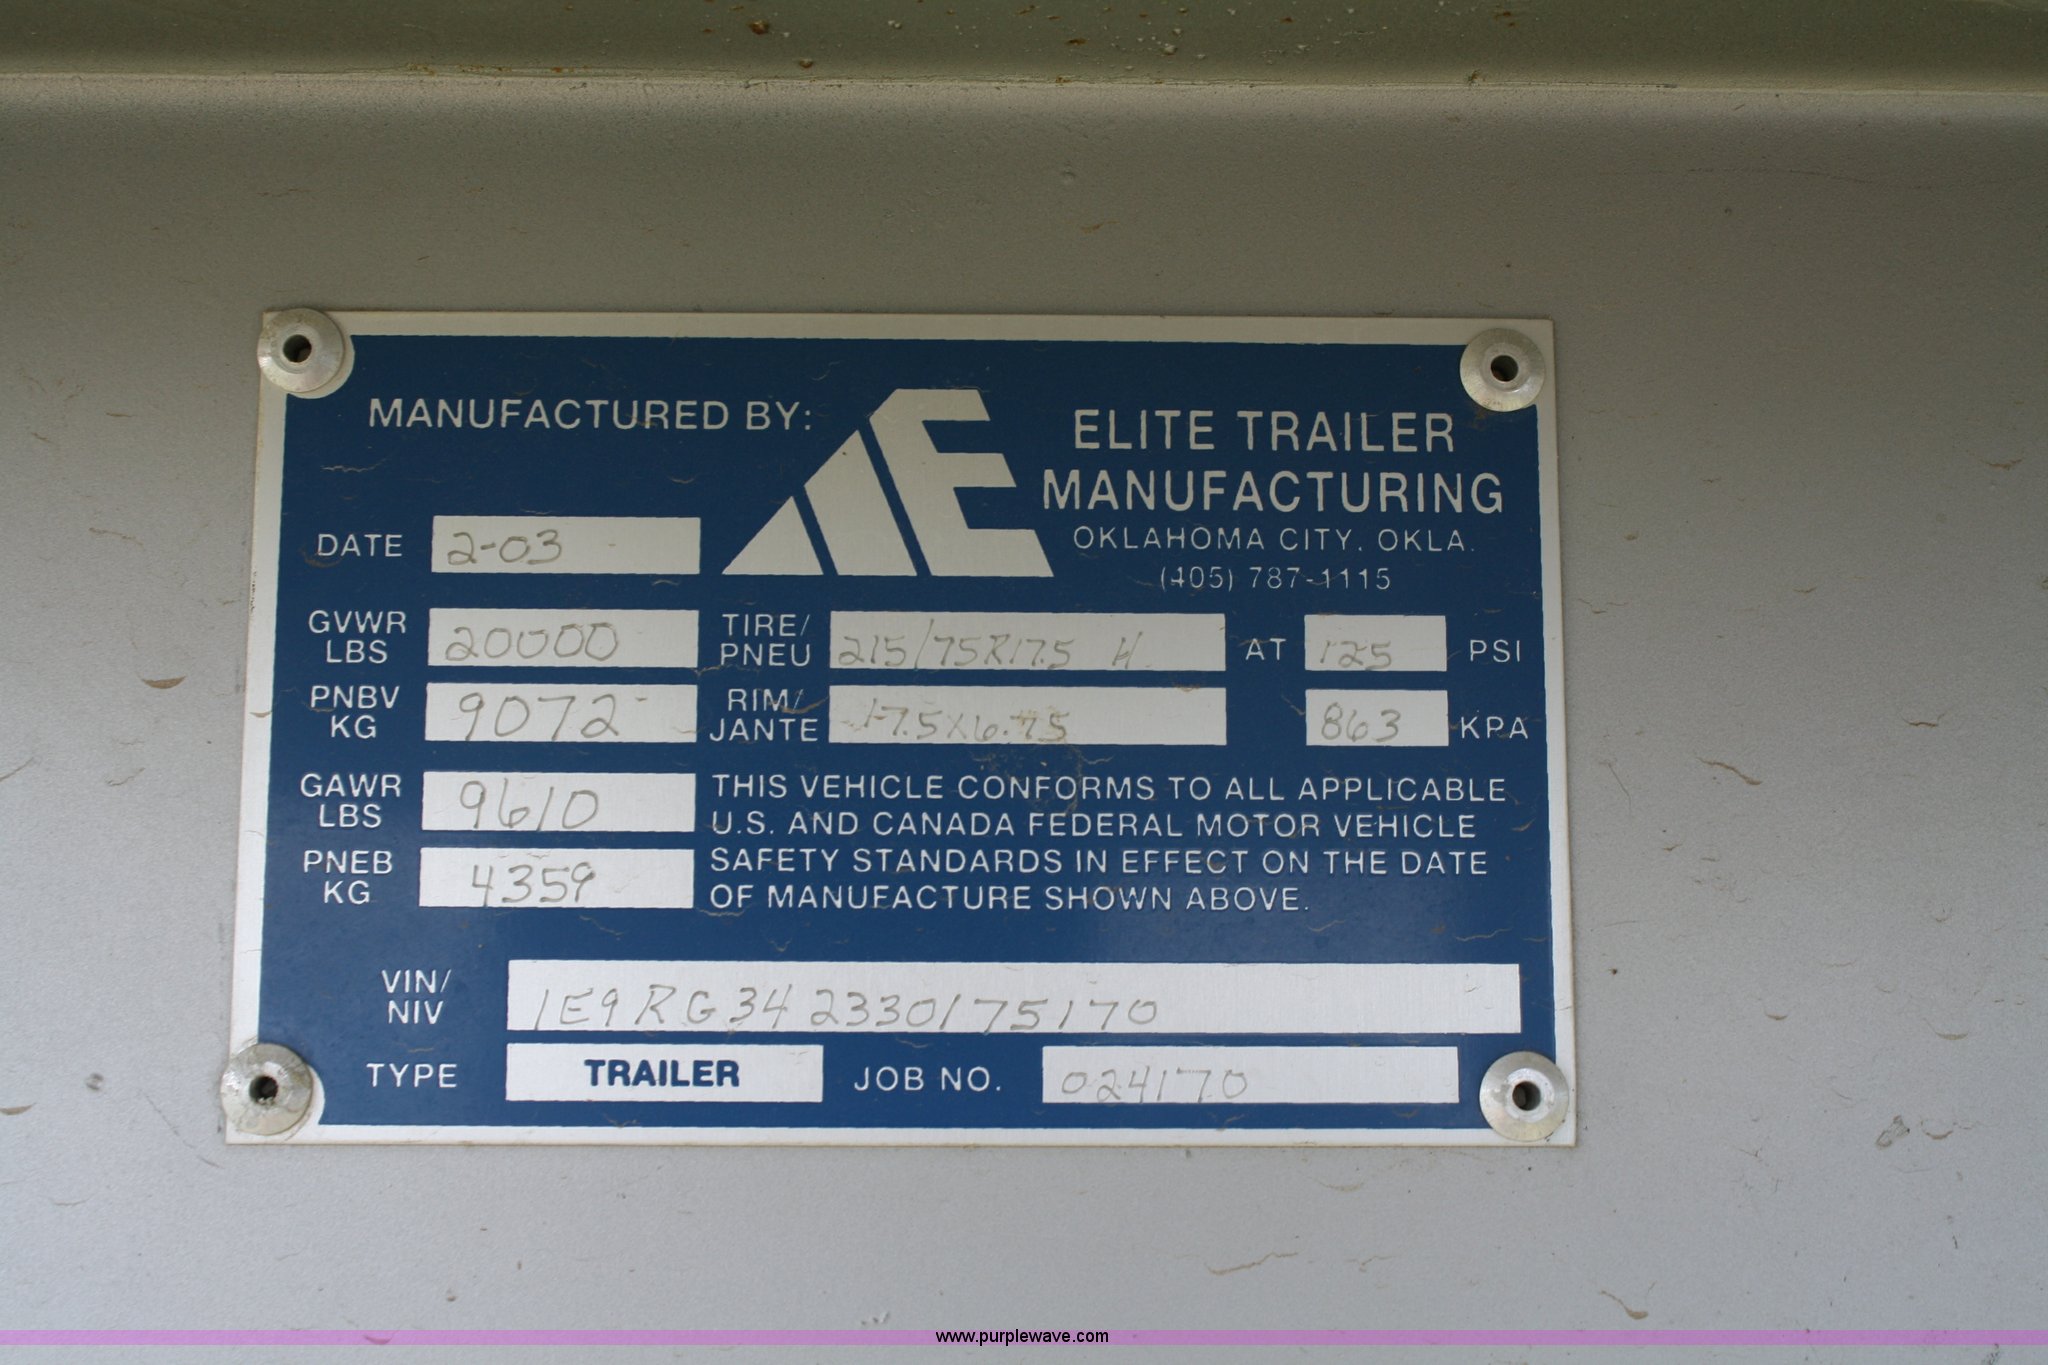 MANUFACTURED BY:
ELITE TRAILER
MANUFACTURING
OKLAHOMA CITY, OKLA.
(405) 787-1115
DATE 2-03
GVWR LBS 20000
TIRE/ PNEU 215/75R17.5 H AT 125 PSI
PNBV KG 9072
RIM/ JANTE 17.5X6.75 863 KPA
GAWR LBS 9610
PNEB KG 4359
THIS VEHICLE CONFORMS TO ALL APPLICABLE
U.S. AND CANADA FEDERAL MOTOR VEHICLE
SAFETY STANDARDS IN EFFECT ON THE DATE
OF MANUFACTURE SHOWN ABOVE.
VIN/ NIV 1E9RG342330175170
TYPE TRAILER JOB NO. 024170
www.purplewave.com